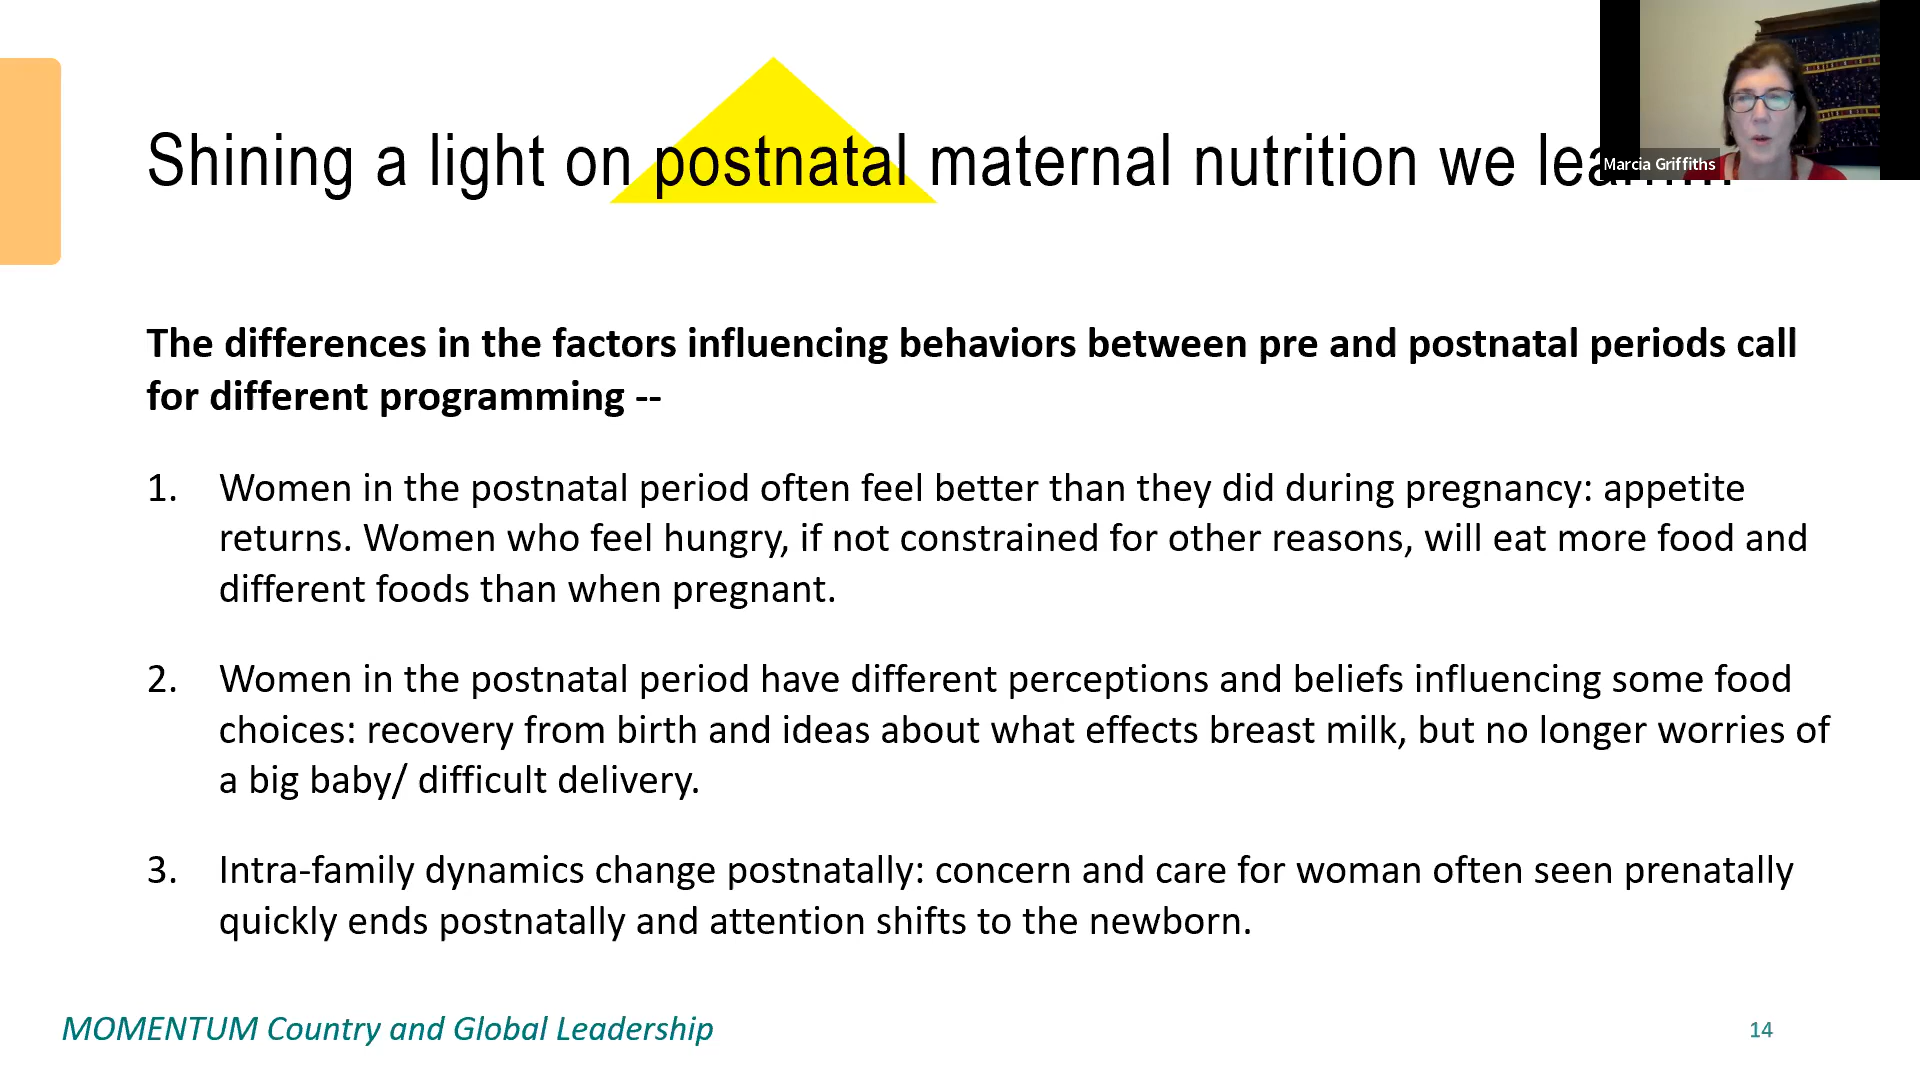 Shining a light on postnatal maternal nutrition we
Marcia Griffiths
The differences in the factors influencing behaviors between pre and postnatal periods call
for different programming --
1. Women in the postnatal period often feel better than they did during pregnancy: appetite
returns. Women who feel hungry, if not constrained for other reasons, will eat more food and
different foods than when pregnant.
2. Women in the postnatal period have different perceptions and beliefs influencing some food
choices: recovery from birth and ideas about what effects breast milk, but no longer worries of
a big baby/ difficult delivery.
3. Intra-family dynamics change postnatally: concern and care for woman often seen prenatally
quickly ends postnatally and attention shifts to the newborn.
MOMENTUM Country and Global Leadership
14